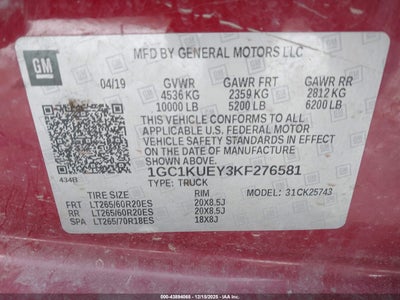 GM
MFD BY GENERAL MOTORS LLC
04/19 GVWR GAWR FRT GAWR RR
4536 KG 2359 KG 2812 KG
10000 LB 5200 LB 6200 LB
THIS VEHICLE CONFORMS TO ALL
APPLICABLE U.S. FEDERAL MOTOR
VEHICLE SAFETY STANDARDS IN
EFFECT ON THE DATE OF
MANUFACTURE SHOWN ABOVE.
1GC1KUEY3KF276581
434B TYPE: TRUCK
TIRE SIZE RIM MODEL: 31CK25743
FRT LT265/60R20ES 20X8.5J
RR LT265/60R20ES 20X8.5J
SPA LT265/70R18ES 18X8J
000-43894088 - 12/15/2025 - IAAI.COM